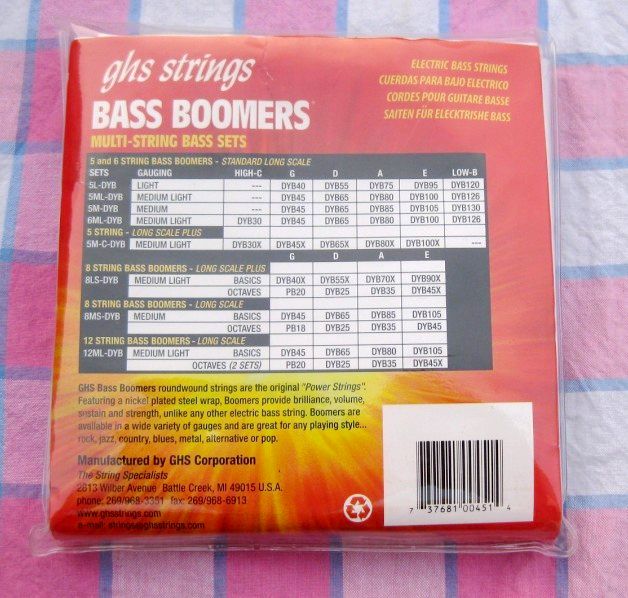 ghs strings
BASS BOOMERS
MULTI-STRING BASS SETS
ELECTRIC BASS STRINGS
CUERDAS PARA BAJO ELECTRICO
CORDES POUR GUITARE BASSE
SAITEN FÜR ELECKTRISHE BASS
5 and 6 STRING BASS BOOMERS - STANDARD LONG SCALE
SETS GAUGING HIGH-C G D A E LOW-B
5L-DYB LIGHT --- DYB40 DYB55 DYB75 DYB95 DYB120
5ML-DYB MEDIUM LIGHT --- DYB45 DYB65 DYB80 DYB100 DYB126
5M-DYB MEDIUM --- DYB45 DYB65 DYB85 DYB105 DYB130
6ML-DYB MEDIUM LIGHT DYB30 DYB45 DYB65 DYB80 DYB100 DYB126
5 STRING - LONG SCALE PLUS
5M-C-DYB MEDIUM LIGHT DYB30X DYB45X DYB65X DYB80X DYB100X ---
G D A E
8 STRING BASS BOOMERS - LONG SCALE PLUS
8LS-DYB MEDIUM LIGHT BASICS DYB40X DYB55X DYB70X DYB90X
OCTAVES PB20 DYB25 DYB35 DYB45X
8 STRING BASS BOOMERS - LONG SCALE
8MS-DYB MEDIUM BASICS DYB45 DYB65 DYB85 DYB105
OCTAVES PB18 DYB25 DYB35 DYB45
12 STRING BASS BOOMERS - LONG SCALE
12ML-DYB MEDIUM LIGHT BASICS DYB45 DYB65 DYB80 DYB105
OCTAVES (2 SETS) PB20 DYB25 DYB35 DYB45X
GHS Bass Boomers roundwound strings are the original "Power Strings".
Featuring a nickel plated steel wrap, Boomers provide brilliance, volume,
sustain and strength, unlike any other electric bass string. Boomers are
available in a wide variety of gauges and are great for any playing style...
rock, jazz, country, blues, metal, alternative or pop.
Manufactured by GHS Corporation
The String Specialists
2813 Wilber Avenue Battle Creek, MI 49015 U.S.A.
phone: 269/968-3351 fax: 269/968-6913
www.ghsstrings.com
e-mail: strings@ghsstrings.com
7 37681 00451 4